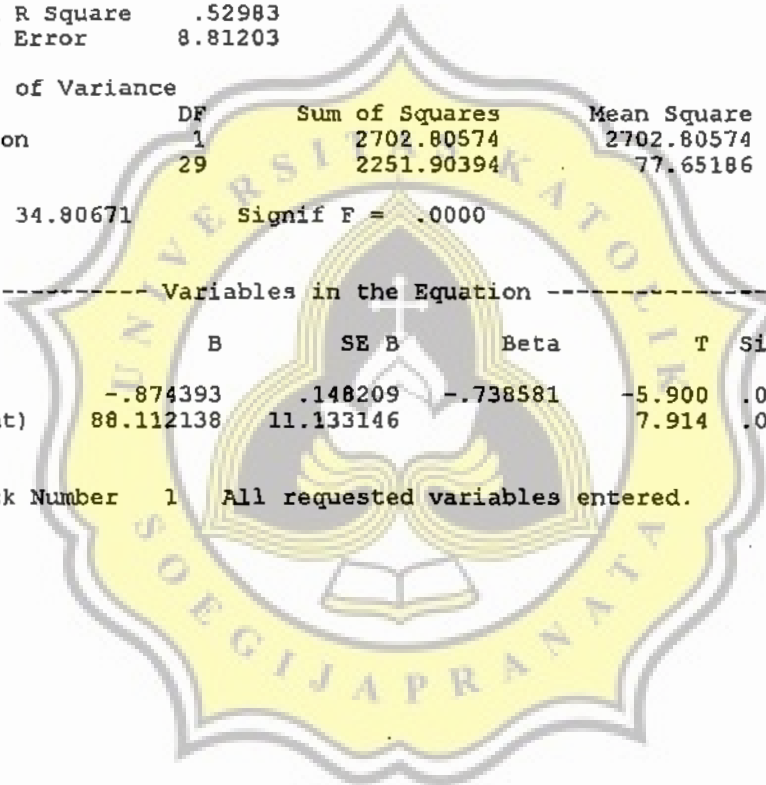 R Square .52983
Error 8.81203
of Variance
DF Sum of Squares Mean Square
on 1 2702.80574 2702.80574
29 2251.90394 77.65186
34.80671 Signif F = .0000
---------- Variables in the Equation ---------------
B SE B Beta T Si
-.874393 .148209 -.738581 -5.900 .0
t) 88.112138 11.133146 7.914 .0
k Number 1 All requested variables entered.
UNIVERSITAS KATOLIK
SOEGIJAPRANATA